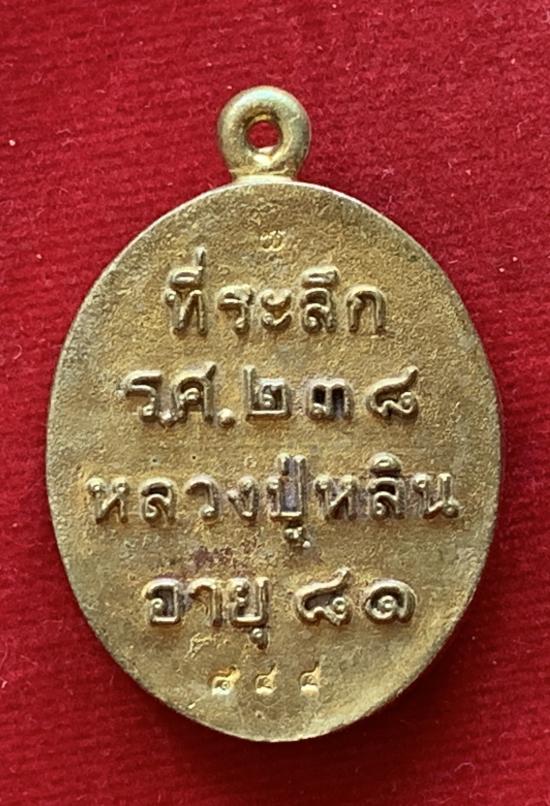 ที่ระลึก
ร.ศ.๒๓๘
หลวงปู่หลิน
อายุ ๘๑